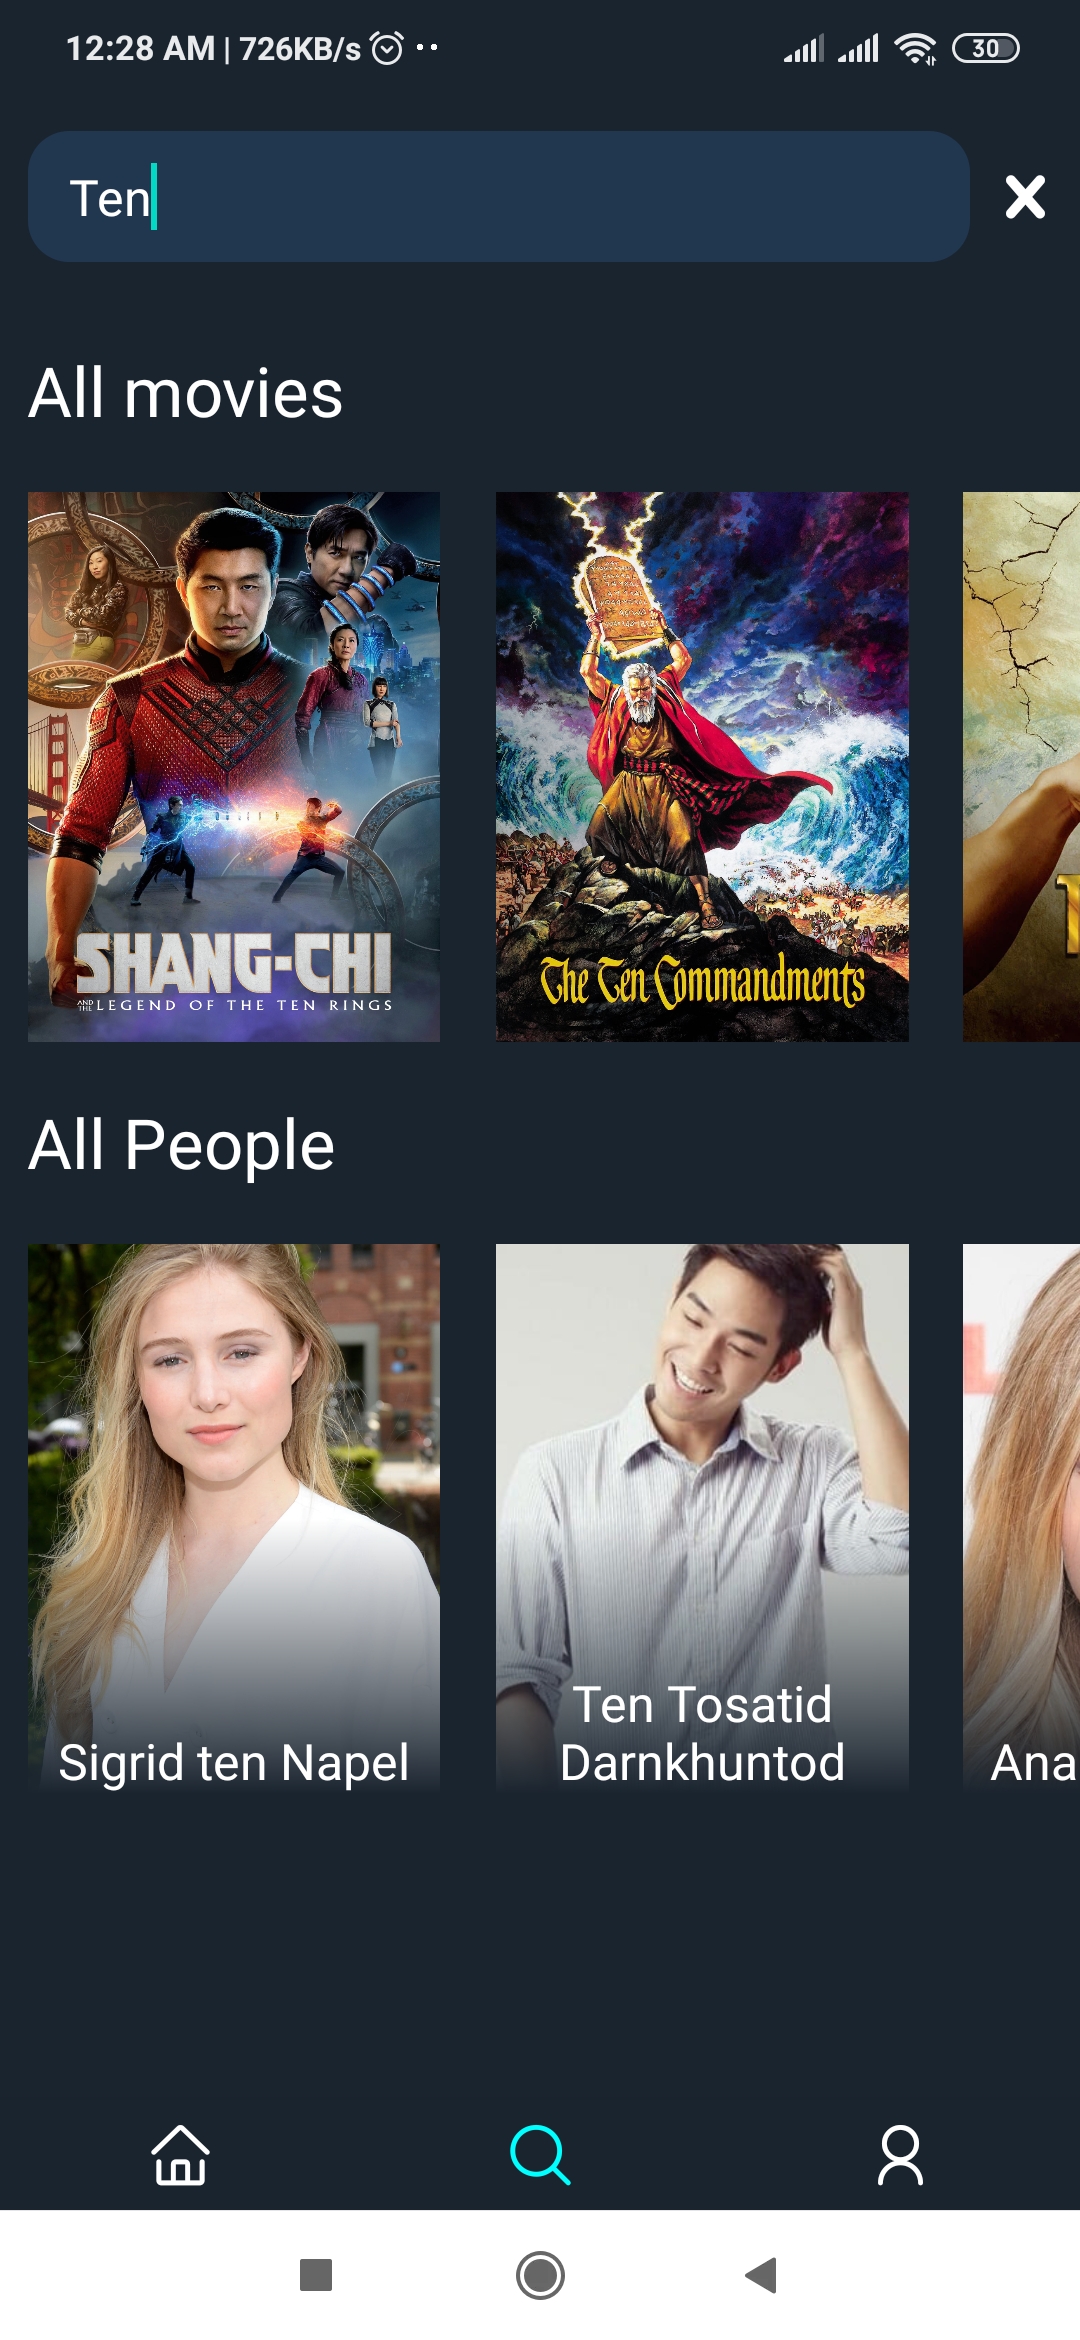 12:28 AM | 726KB/s
30
Ten
All movies
SHANG-CHI
AND THE LEGEND OF THE TEN RINGS
The Ten Commandments
All People
Sigrid ten Napel
Ten Tosatid
Darnkhuntod
Ana